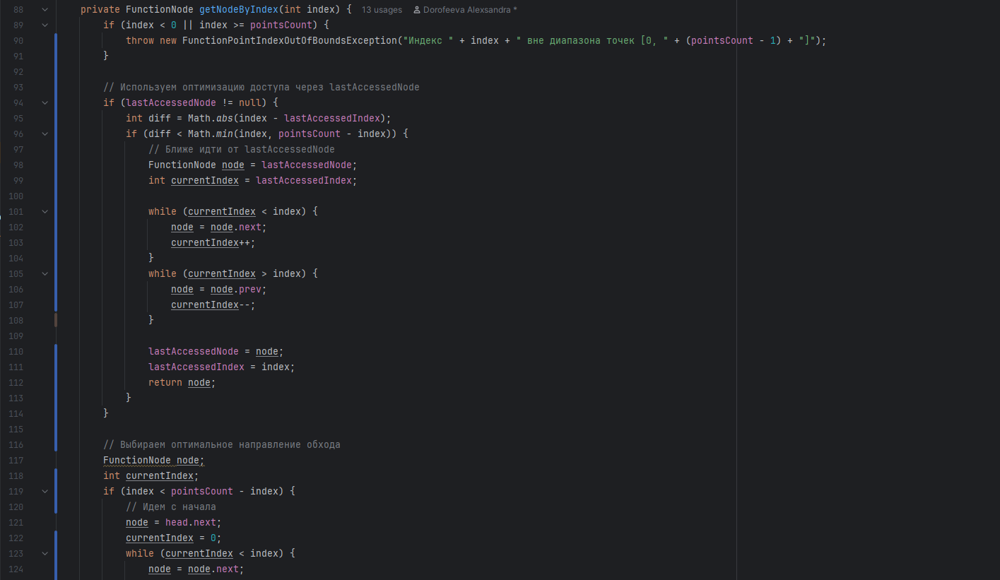 88 private FunctionNode getNodeByIndex(int index) { 13 usages Dorofeeva Alexsandra *
89 if (index < 0 || index >= pointsCount) {
90 throw new FunctionPointIndexOutOfBoundsException("Индекс " + index + " вне диапазона точек [0, " + (pointsCount - 1) + "]");
91 }
92
93 // Используем оптимизацию доступа через lastAccessedNode
94 if (lastAccessedNode != null) {
95 int diff = Math.abs(index - lastAccessedIndex);
96 if (diff < Math.min(index, pointsCount - index)) {
97 // Ближе идти от lastAccessedNode
98 FunctionNode node = lastAccessedNode;
99 int currentIndex = lastAccessedIndex;
100
101 while (currentIndex < index) {
102 node = node.next;
103 currentIndex++;
104 }
105 while (currentIndex > index) {
106 node = node.prev;
107 currentIndex--;
108 }
109
110 lastAccessedNode = node;
111 lastAccessedIndex = index;
112 return node;
113 }
114 }
115
116 // Выбираем оптимальное направление обхода
117 FunctionNode node;
118 int currentIndex;
119 if (index < pointsCount - index) {
120 // Идем с начала
121 node = head.next;
122 currentIndex = 0;
123 while (currentIndex < index) {
124 node = node.next;